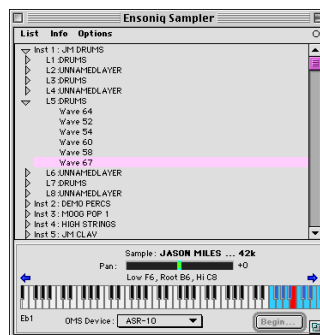 Ensoniq Sampler
List Info Options
Inst 1 : JM DRUMS
L1 :DRUMS
L2 :UNNAMEDLAYER
L3 :DRUMS
L4 :UNNAMEDLAYER
L5 :DRUMS
Wave 64
Wave 52
Wave 54
Wave 60
Wave 58
Wave 67
L6 :UNNAMEDLAYER
L7 :DRUMS
L8 :UNNAMEDLAYER
Inst 2 : DEMO PERCS
Inst 3 : MOOG POP 1
Inst 4 : HIGH STRINGS
Inst 5 : JM CLAV
Sample: JASON MILES ... 42k
Pan: +0
Low F6, Root B6, Hi C8
Eb1 OMS Device: ASR-10 Begin...